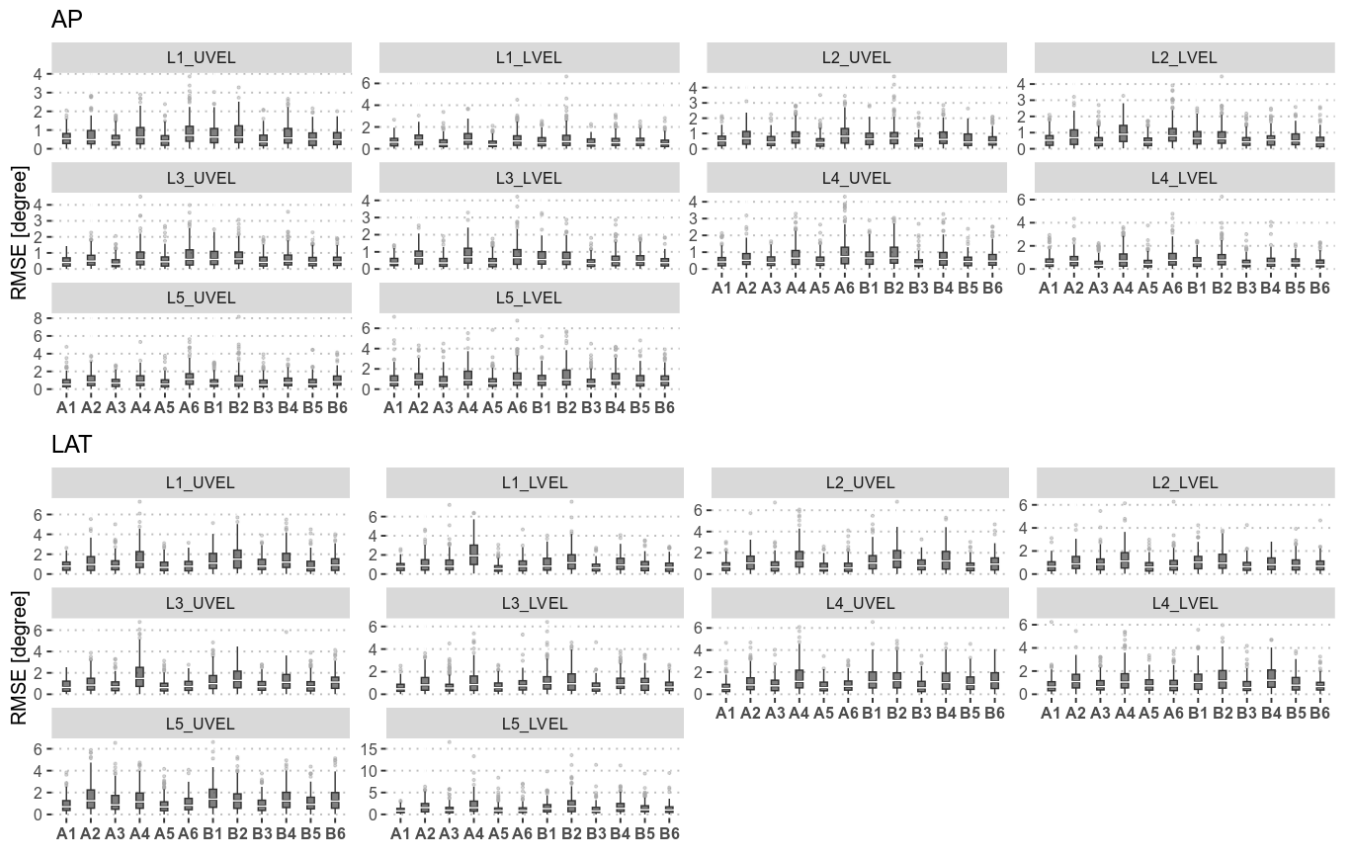 AP
L1_UVEL L1_LVEL L2_UVEL L2_LVEL
4 3 2 1 0 6 4 2 0 4 3 2 1 0 4 3 2 1 0
L3_UVEL L3_LVEL L4_UVEL L4_LVEL
4 3 2 1 0 4 3 2 1 0 4 3 2 1 0 6 4 2 0
RMSE [degree]
A1 A2 A3 A4 A5 A6 B1 B2 B3 B4 B5 B6 A1 A2 A3 A4 A5 A6 B1 B2 B3 B4 B5 B6
L5_UVEL L5_LVEL
8 6 4 2 0 6 4 2 0
A1 A2 A3 A4 A5 A6 B1 B2 B3 B4 B5 B6 A1 A2 A3 A4 A5 A6 B1 B2 B3 B4 B5 B6
LAT
L1_UVEL L1_LVEL L2_UVEL L2_LVEL
6 4 2 0 6 4 2 0 6 4 2 0 6 4 2 0
L3_UVEL L3_LVEL L4_UVEL L4_LVEL
6 4 2 0 6 4 2 0 6 4 2 0 6 4 2 0
RMSE [degree]
A1 A2 A3 A4 A5 A6 B1 B2 B3 B4 B5 B6 A1 A2 A3 A4 A5 A6 B1 B2 B3 B4 B5 B6
L5_UVEL L5_LVEL
6 4 2 0 15 10 5 0
A1 A2 A3 A4 A5 A6 B1 B2 B3 B4 B5 B6 A1 A2 A3 A4 A5 A6 B1 B2 B3 B4 B5 B6